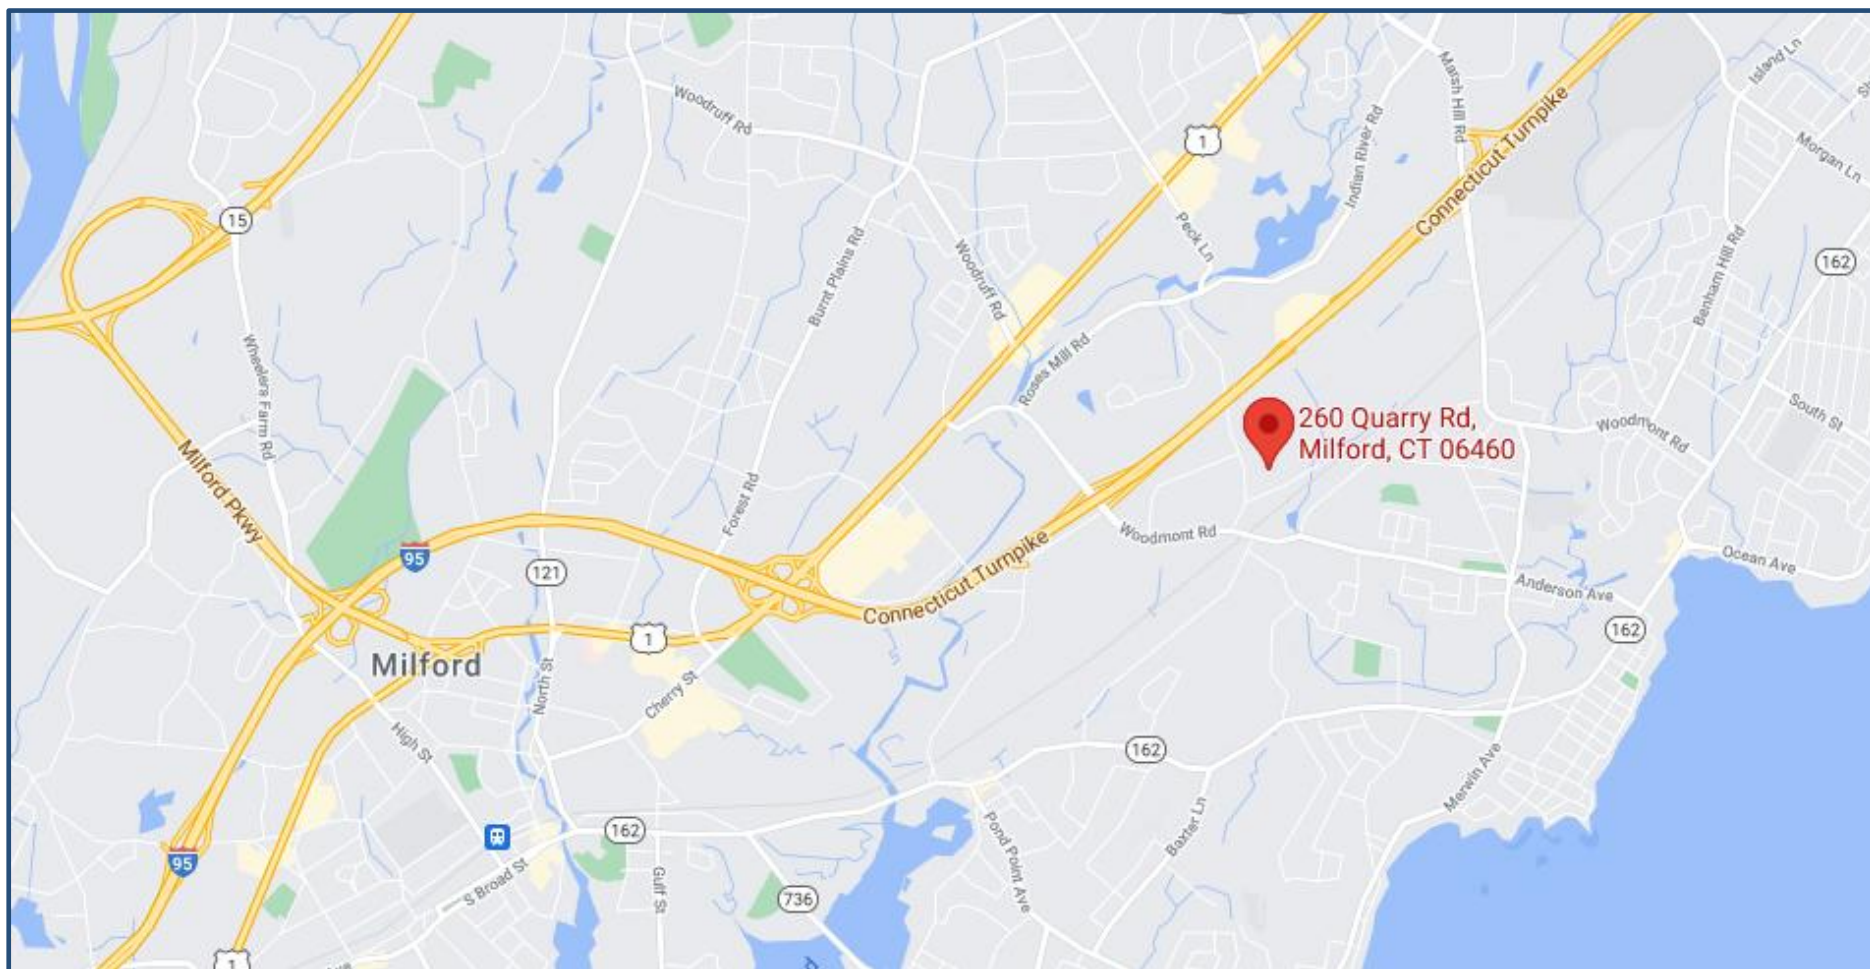 Island Ln
Marsh Hill Rd
Woodruff Rd
Connecticut Turnpike
1
Indian River Rd
Morgan Ln
15
Peck Ln
Connecticut Turnpike
Burnt Plains Rd
Woodruff Rd
Benham Hill Rd
162
Wheelers Farm Rd
Roses Mill Rd
260 Quarry Rd,
Milford, CT 06460
South St
Woodmont Rd
Milford Pkwy
Forest Rd
95
121
Woodmont Rd
Connecticut Turnpike
Ocean Ave
Anderson Ave
1
162
Milford
North St
Cherry St
High St
162
Merwin Ave
95
162
Pond Point Ave
Baxter Ln
S Broad St
Gulf St
736
1